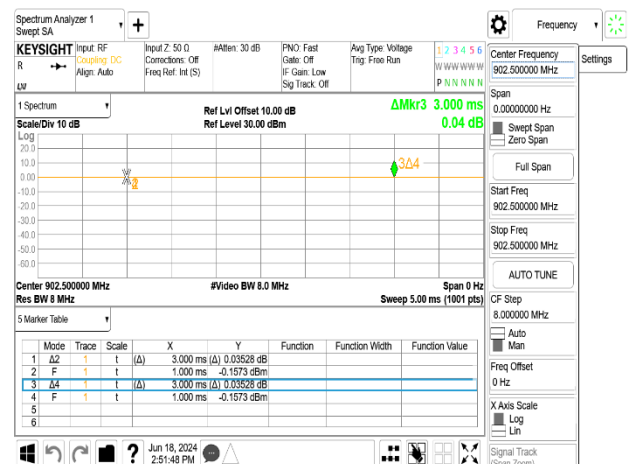 Spectrum Analyzer 1
Swept SA
Frequency
KEYSIGHT
Input: RF
Coupling: DC
Align: Auto
Input Z: 50 Ω
Corrections: Off
Freq Ref: Int (S)
#Atten: 30 dB
PNO: Fast
Gate: Off
IF Gain: Low
Sig Track: Off
Avg Type: Voltage
Trig: Free Run
1 2 3 4 5 6
W W W W W W
P N N N N N
R
LXI
1 Spectrum
Scale/Div 10 dB
Ref Lvl Offset 10.00 dB
Ref Level 30.00 dBm
ΔMkr3 3.000 ms
0.04 dB
Log
20.0
10.0
0.00
-10.0
-20.0
-30.0
-40.0
-50.0
-60.0
3Δ4
Center 902.500000 MHz
Res BW 8 MHz
#Video BW 8.0 MHz
Span 0 Hz
Sweep 5.00 ms (1001 pts)
5 Marker Table
Mode Trace Scale X Y Function Function Width Function Value
1 Δ2 1 t (Δ) 3.000 ms (Δ) 0.03528 dB
2 F 1 t 1.000 ms -0.1573 dBm
3 Δ4 1 t (Δ) 3.000 ms (Δ) 0.03528 dB
4 F 1 t 1.000 ms -0.1573 dBm
5
6
Jun 18, 2024
2:51:48 PM
Center Frequency
902.500000 MHz
Settings
Span
0.00000000 Hz
Swept Span
Zero Span
Full Span
Start Freq
902.500000 MHz
Stop Freq
902.500000 MHz
AUTO TUNE
CF Step
8.000000 MHz
Auto
Man
Freq Offset
0 Hz
X Axis Scale
Log
Lin
Signal Track
(Span Zoom)